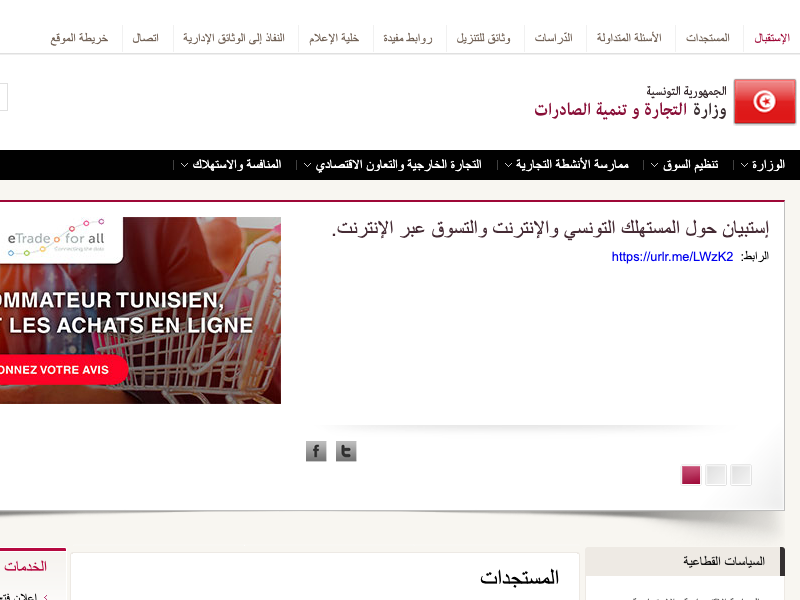 الإستقبال
المستجدات
الأسئلة المتداولة
الدّراسات
وثائق للتنزيل
روابط مفيدة
خلية الإعلام
النفاذ إلى الوثائق الإدارية
اتصال
خريطة الموقع
الجمهورية التونسية
وزارة التجارة و تنمية الصادرات
الوزارة
تنظيم السوق
ممارسة الأنشطة التجارية
التجارة الخارجية والتعاون الاقتصادي
المنافسة والاستهلاك
إستبيان حول المستهلك التونسي والإنترنت والتسوق عبر الإنترنت.
الرابط: https://urlr.me/LWzK2
eTrade for all
Connecting the dots
OMMATEUR TUNISIEN,
T LES ACHATS EN LIGNE
ONNEZ VOTRE AVIS
السياسات القطاعية
المستجدات
الخدمات